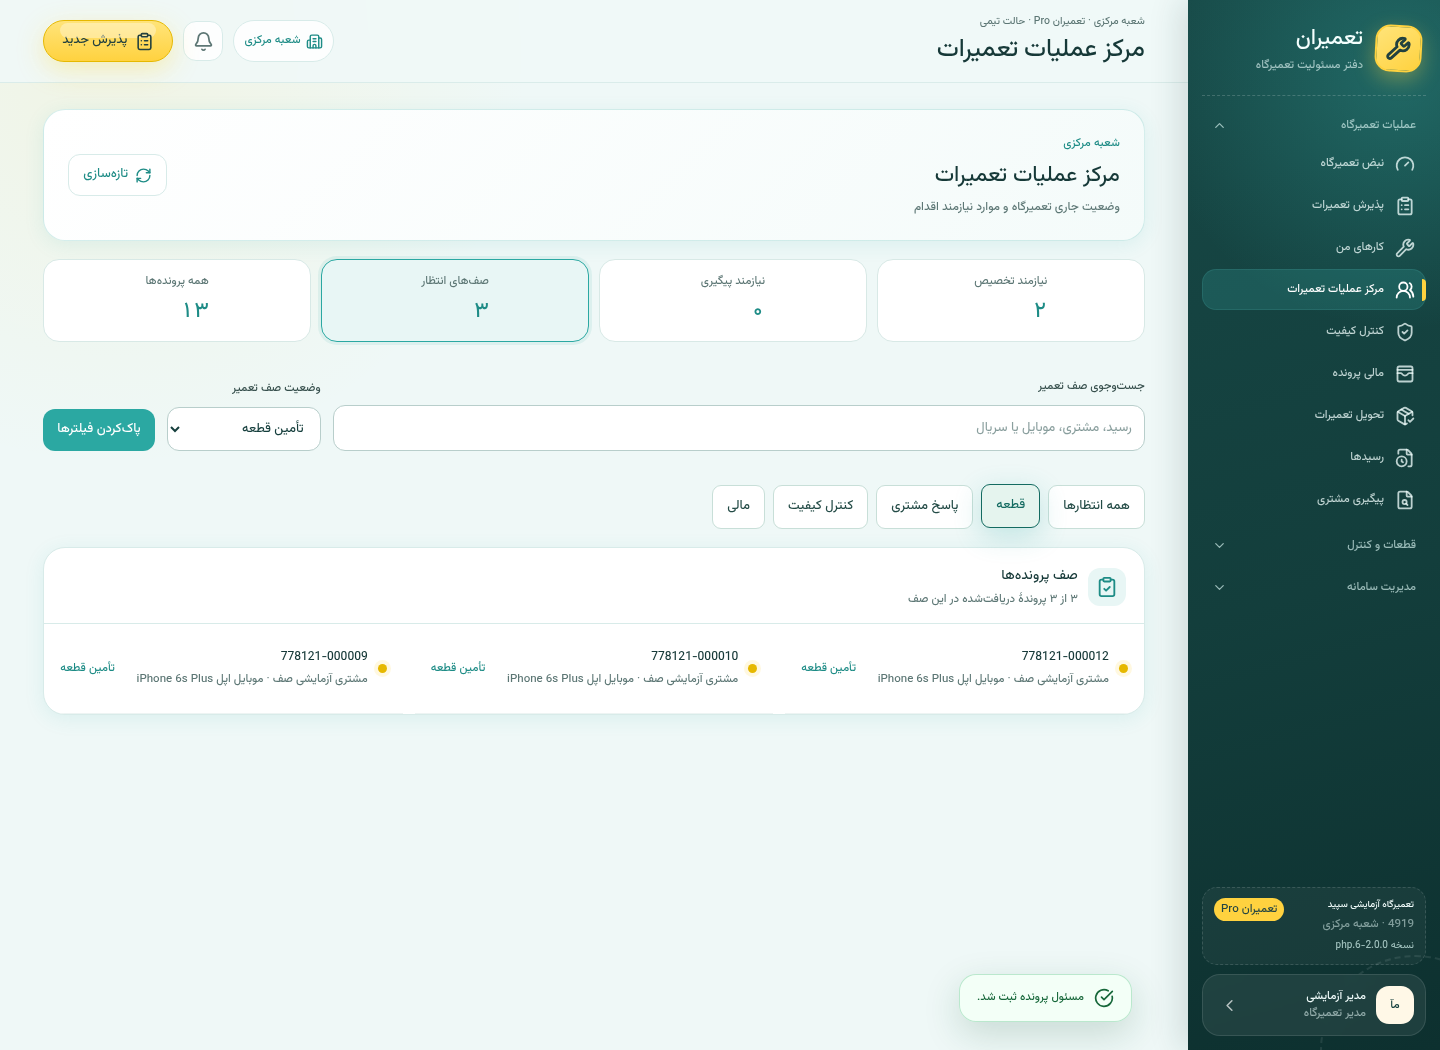 تعمیران
دفتر مسئولیت تعمیرگاه
عملیات تعمیرگاه
نبض تعمیرگاه
پذیرش تعمیرات
کارهای من
مرکز عملیات تعمیرات
کنترل کیفیت
مالی پرونده
تحویل تعمیرات
رسیدها
پیگیری مشتری
قطعات و کنترل
مدیریت سامانه
تعمیرگاه آزمایشی سپید
تعمیران Pro
4919 · شعبه مرکزی
نسخه 2.0.0-php.6
مآ
مدیر آزمایشی
مدیر تعمیرگاه
شعبه مرکزی · تعمیران Pro · حالت تیمی
مرکز عملیات تعمیرات
شعبه مرکزی
پذیرش جدید
شعبه مرکزی
مرکز عملیات تعمیرات
وضعیت جاری تعمیرگاه و موارد نیازمند اقدام
تازه‌سازی
نیازمند تخصیص
۲
نیازمند پیگیری
۰
صف‌های انتظار
۳
همه پرونده‌ها
۱۳
جست‌وجوی صف تعمیر
رسید، مشتری، موبایل یا سریال
وضعیت صف تعمیر
تأمین قطعه
پاک‌کردن فیلترها
همه انتظارها
قطعه
پاسخ مشتری
کنترل کیفیت
مالی
صف پرونده‌ها
۳ از ۳ پروندهٔ دریافت‌شده در این صف
778121-000012
مشتری آزمایشی صف · موبایل اپل iPhone 6s Plus
تأمین قطعه
778121-000010
مشتری آزمایشی صف · موبایل اپل iPhone 6s Plus
تأمین قطعه
778121-000009
مشتری آزمایشی صف · موبایل اپل iPhone 6s Plus
تأمین قطعه
مسئول پرونده ثبت شد.